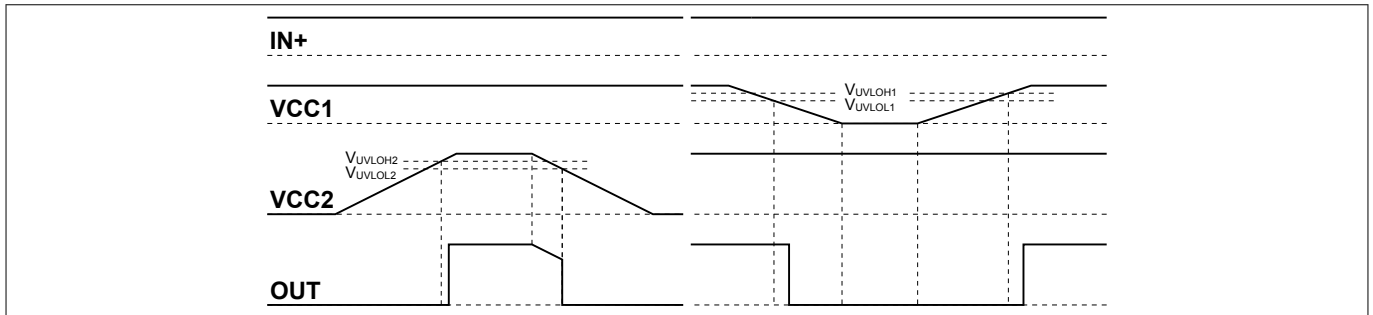 IN+
VCC1
VUVLOH1
VUVLOL1
VUVLOH2
VUVLOL2
VCC2
OUT